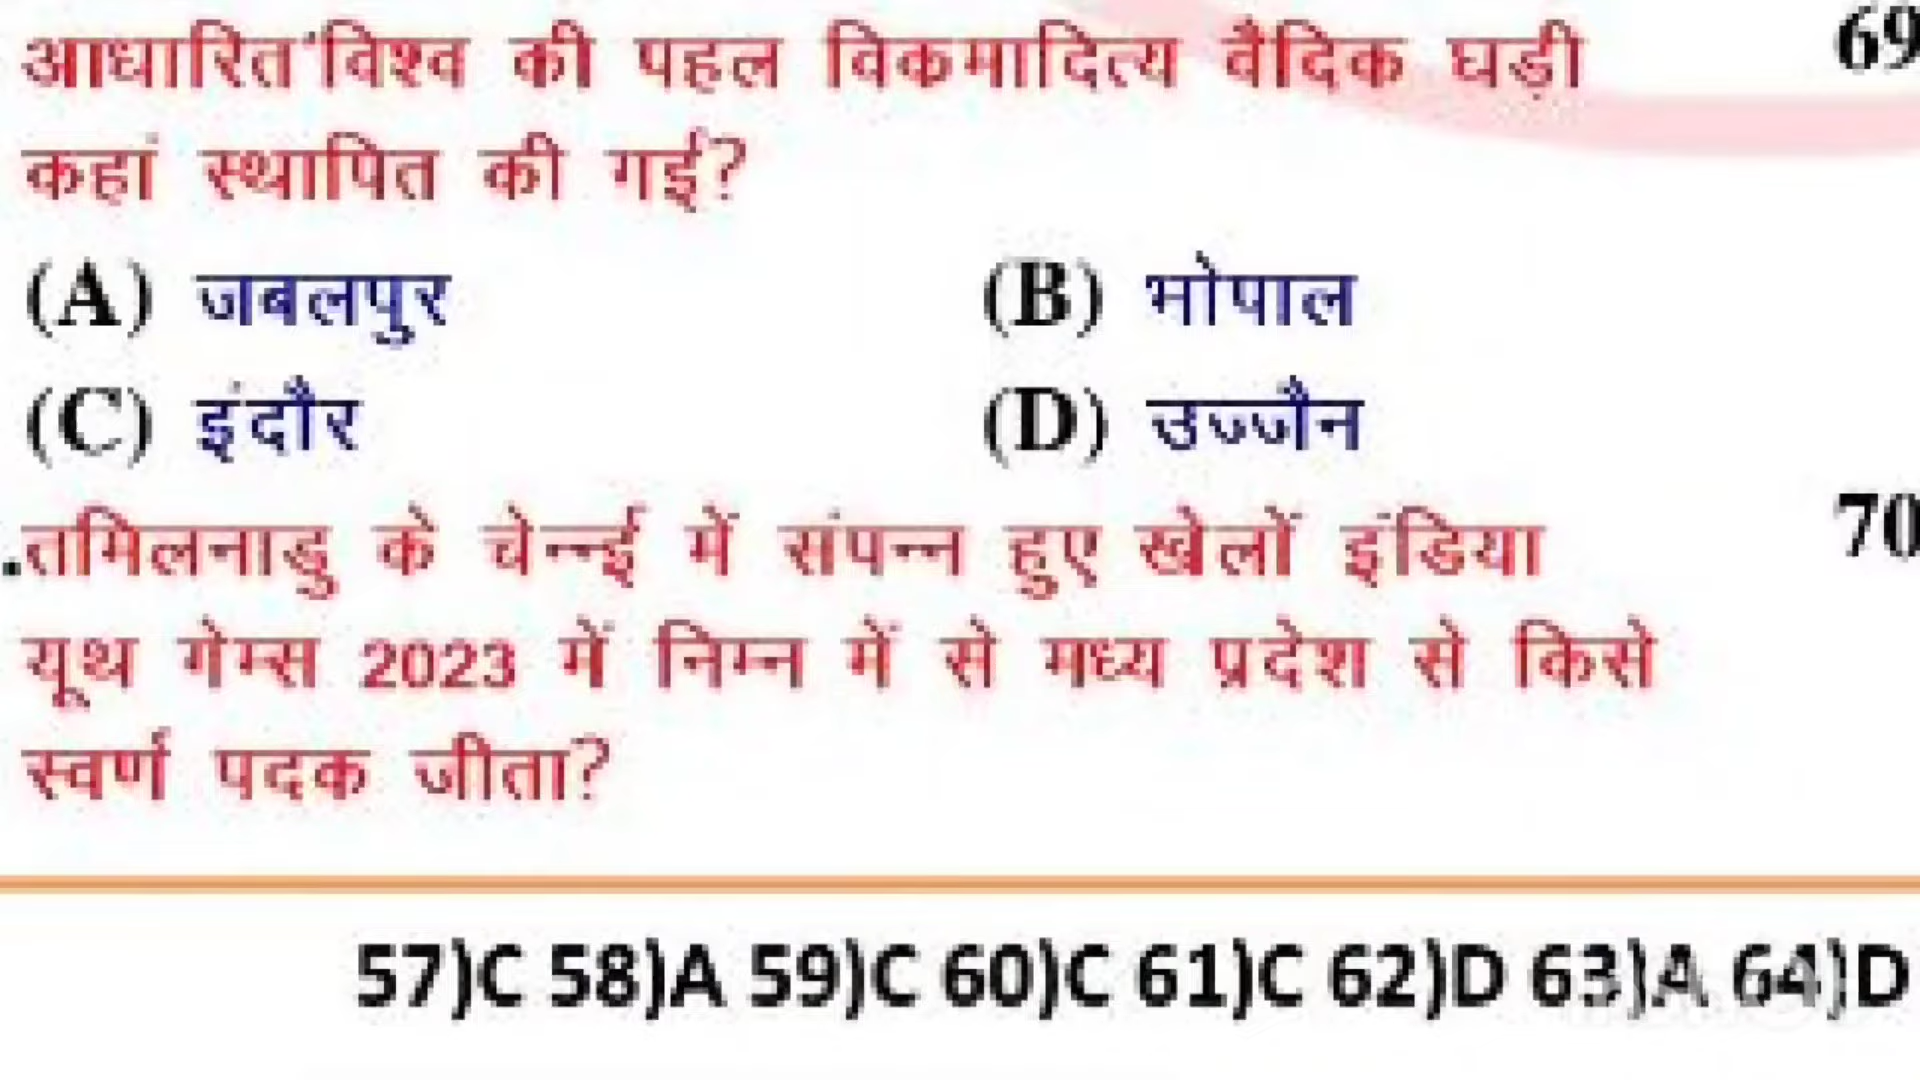 आधारित विश्व की पहल विकमादित्य वैदिक घड़ी
कहां स्थापित की गई?
(A) जबलपुर (B) भोपाल
(C) इंदौर (D) उज्जैन
.तमिलनाडु के चेन्नई में संपन्न हुए खेलों इंडिया
यूथ गेम्स 2023 में निम्न में से मध्य प्रदेश से किसे
स्वर्ण पदक जीता?
69
70
57)C 58)A 59)C 60)C 61)C 62)D 63)A 64)D